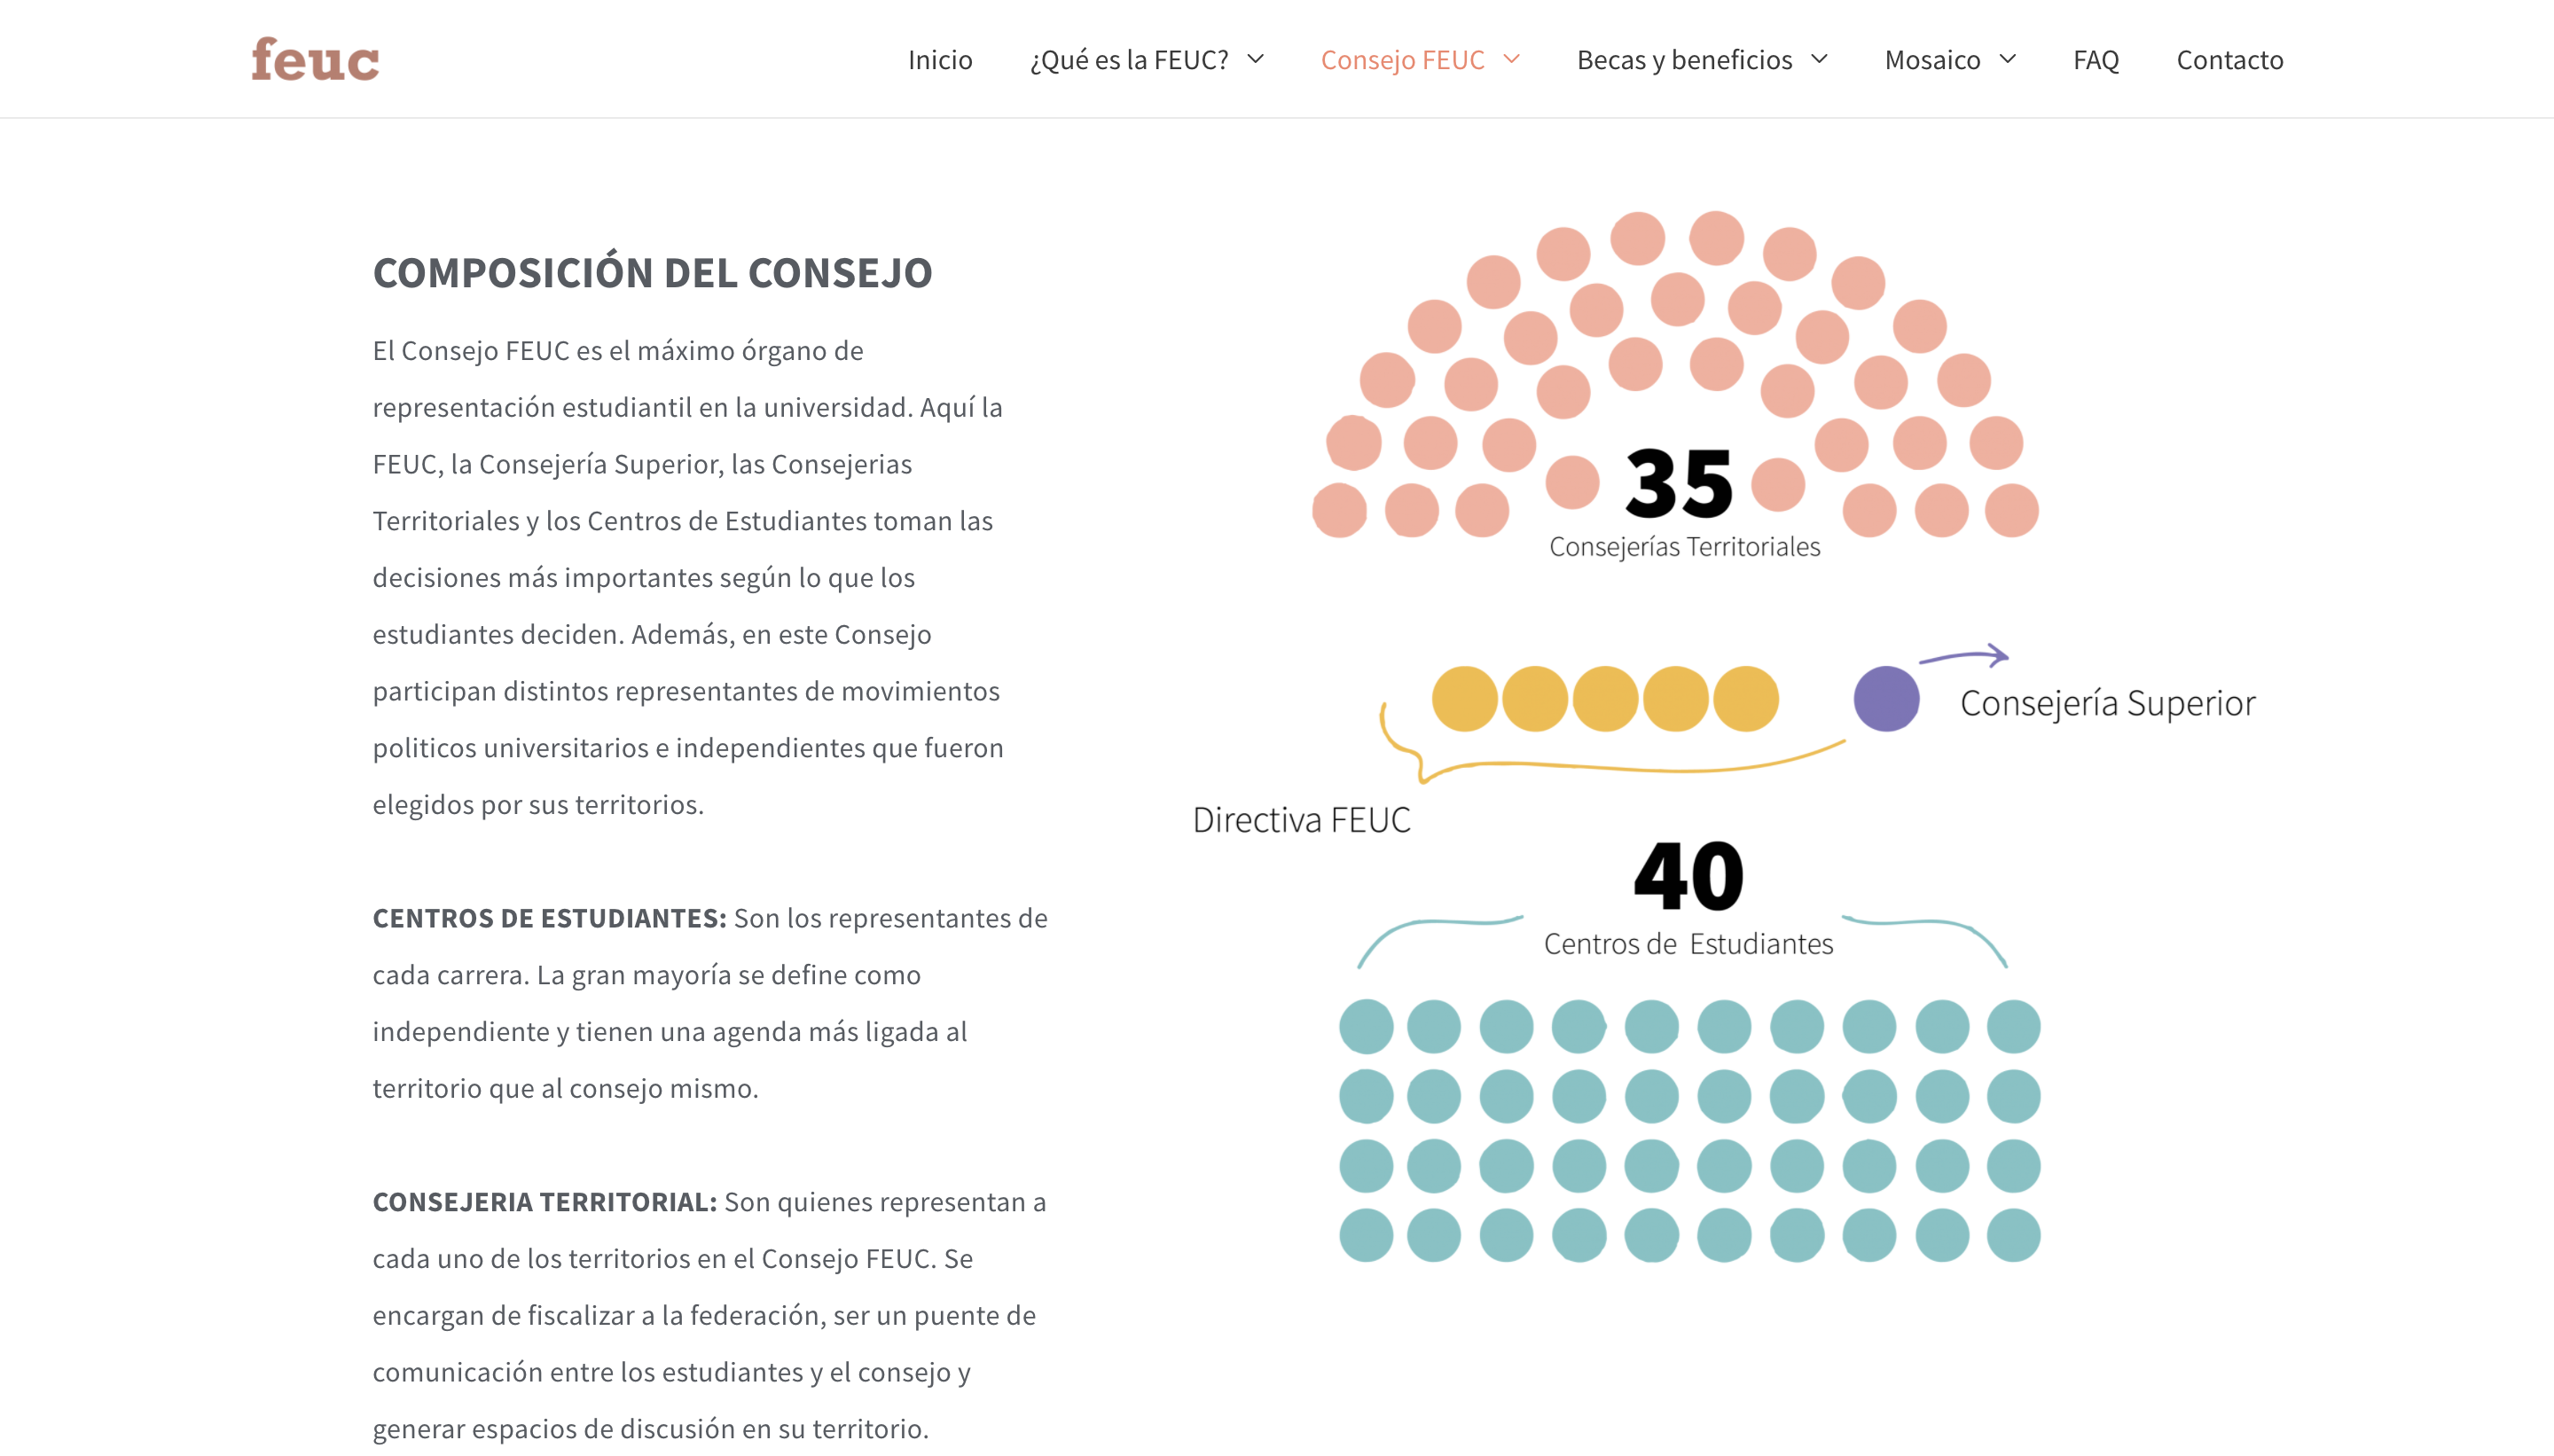 feuc
Inicio
¿Qué es la FEUC?
Consejo FEUC
Becas y beneficios
Mosaico
FAQ
Contacto
COMPOSICIÓN DEL CONSEJO
El Consejo FEUC es el máximo órgano de
representación estudiantil en la universidad. Aquí la
FEUC, la Consejería Superior, las Consejerias
Territoriales y los Centros de Estudiantes toman las
decisiones más importantes según lo que los
estudiantes deciden. Además, en este Consejo
participan distintos representantes de movimientos
politicos universitarios e independientes que fueron
elegidos por sus territorios.
CENTROS DE ESTUDIANTES: Son los representantes de
cada carrera. La gran mayoría se define como
independiente y tienen una agenda más ligada al
territorio que al consejo mismo.
CONSEJERIA TERRITORIAL: Son quienes representan a
cada uno de los territorios en el Consejo FEUC. Se
encargan de fiscalizar a la federación, ser un puente de
comunicación entre los estudiantes y el consejo y
generar espacios de discusión en su territorio.
35
Consejerías Territoriales
Consejería Superior
Directiva FEUC
40
Centros de Estudiantes